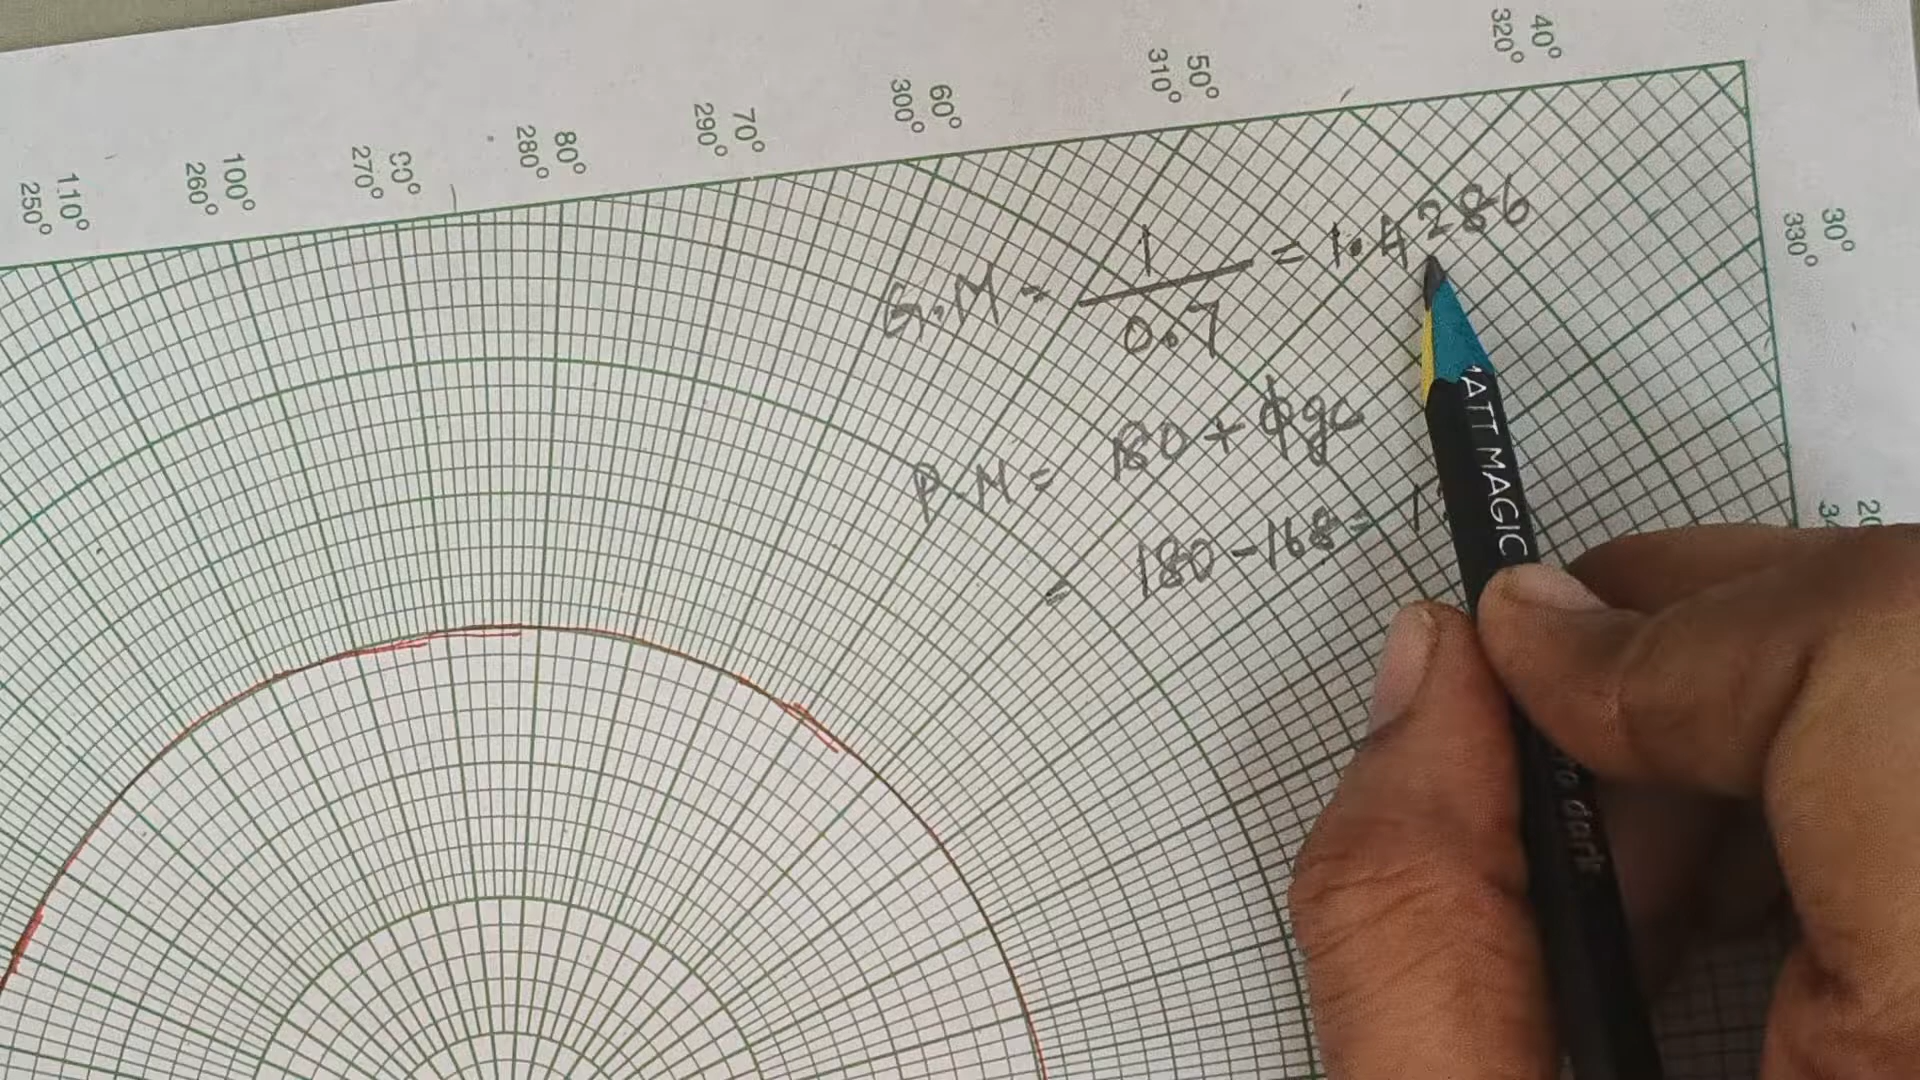 110° 100° 90° 80° 70° 60° 50° 40°
250° 260° 270° 280° 290° 300° 310° 320°
30°
330°
G.M = 1 / 0.7 = 1.4286
P.M = 180 + ϕgc
= 180 - 168 =
MATT MAGIC